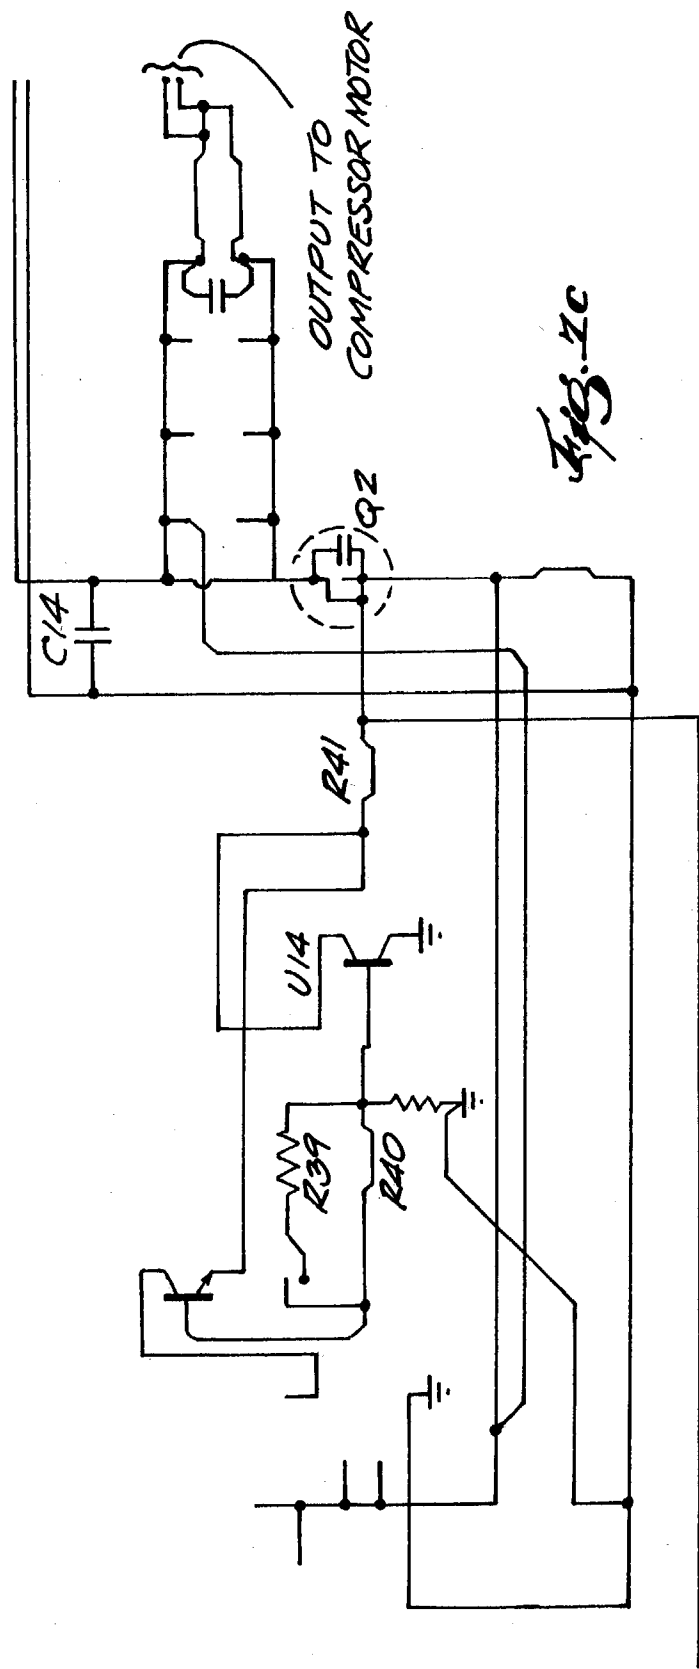 OUTPUT TO
COMPRESSOR MOTOR
C14
Q2
R41
U14
R39
R40
Fig. 7C